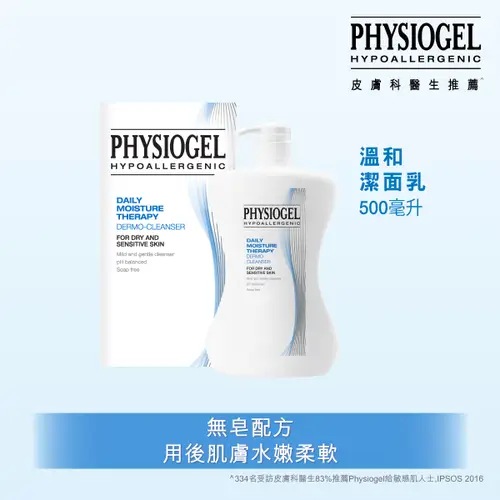 PHYSIOGEL
HYPOALLERGENIC
皮膚科醫生推薦^
PHYSIOGEL
HYPOALLERGENIC
DAILY
MOISTURE
THERAPY
DERMO-CLEANSER
FOR DRY AND
SENSITIVE SKIN
Mild and gentle cleanser
pH balanced
Soap free
PHYSIOGEL
HYPOALLERGENIC
DAILY
MOISTURE
THERAPY
DERMO-
CLEANSER
FOR DRY AND
SENSITIVE SKIN
pH balanced
Soap free
溫和
潔面乳
500毫升
無皂配方
用後肌膚水嫩柔軟
^334名受訪皮膚科醫生83%推薦Physiogel給敏感肌人士,IPSOS 2016